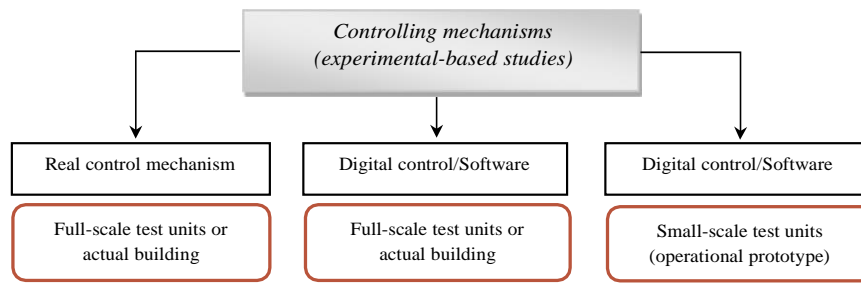 Controlling mechanisms
(experimental-based studies)
Real control mechanism
Full-scale test units or
actual building
Digital control/Software
Full-scale test units or
actual building
Digital control/Software
Small-scale test units
(operational prototype)